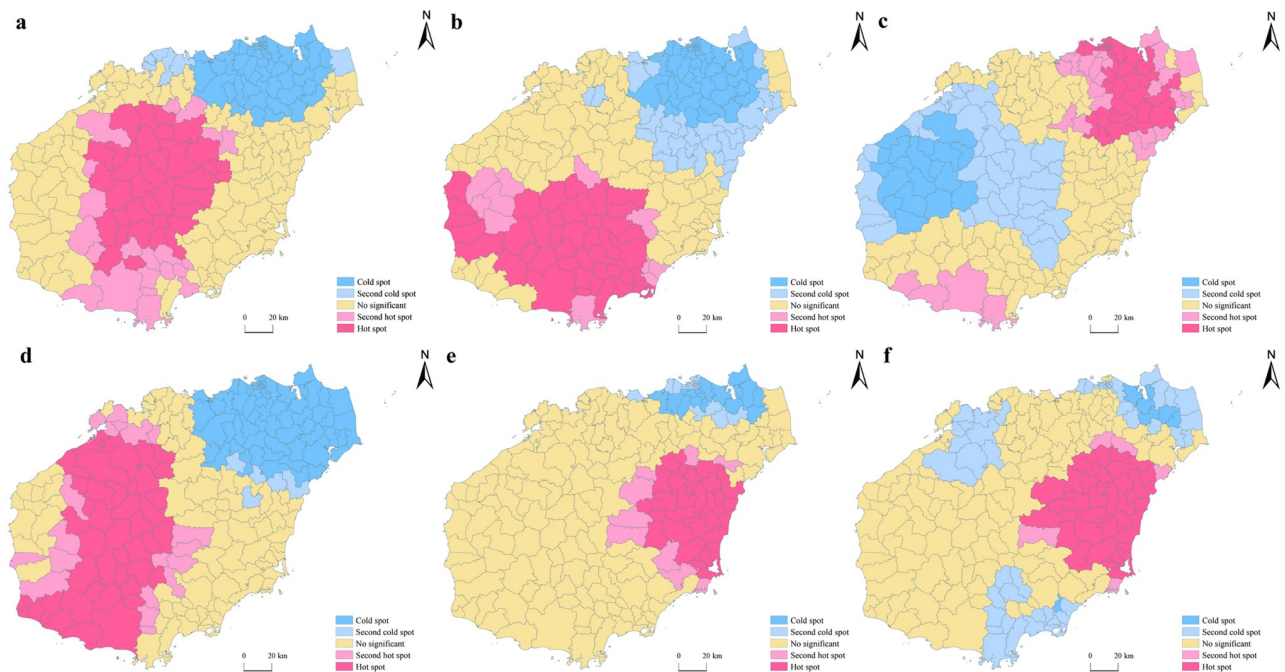 a
N
Cold spot
Second cold spot
No significant
Second hot spot
Hot spot
0 20 km
b
N
Cold spot
Second cold spot
No significant
Second hot spot
Hot spot
0 20 km
c
N
Cold spot
Second cold spot
No significant
Second hot spot
Hot spot
0 20 km
d
N
Cold spot
Second cold spot
No significant
Second hot spot
Hot spot
0 20 km
e
N
Cold spot
Second cold spot
No significant
Second hot spot
Hot spot
0 20 km
f
N
Cold spot
Second cold spot
No significant
Second hot spot
Hot spot
0 20 km